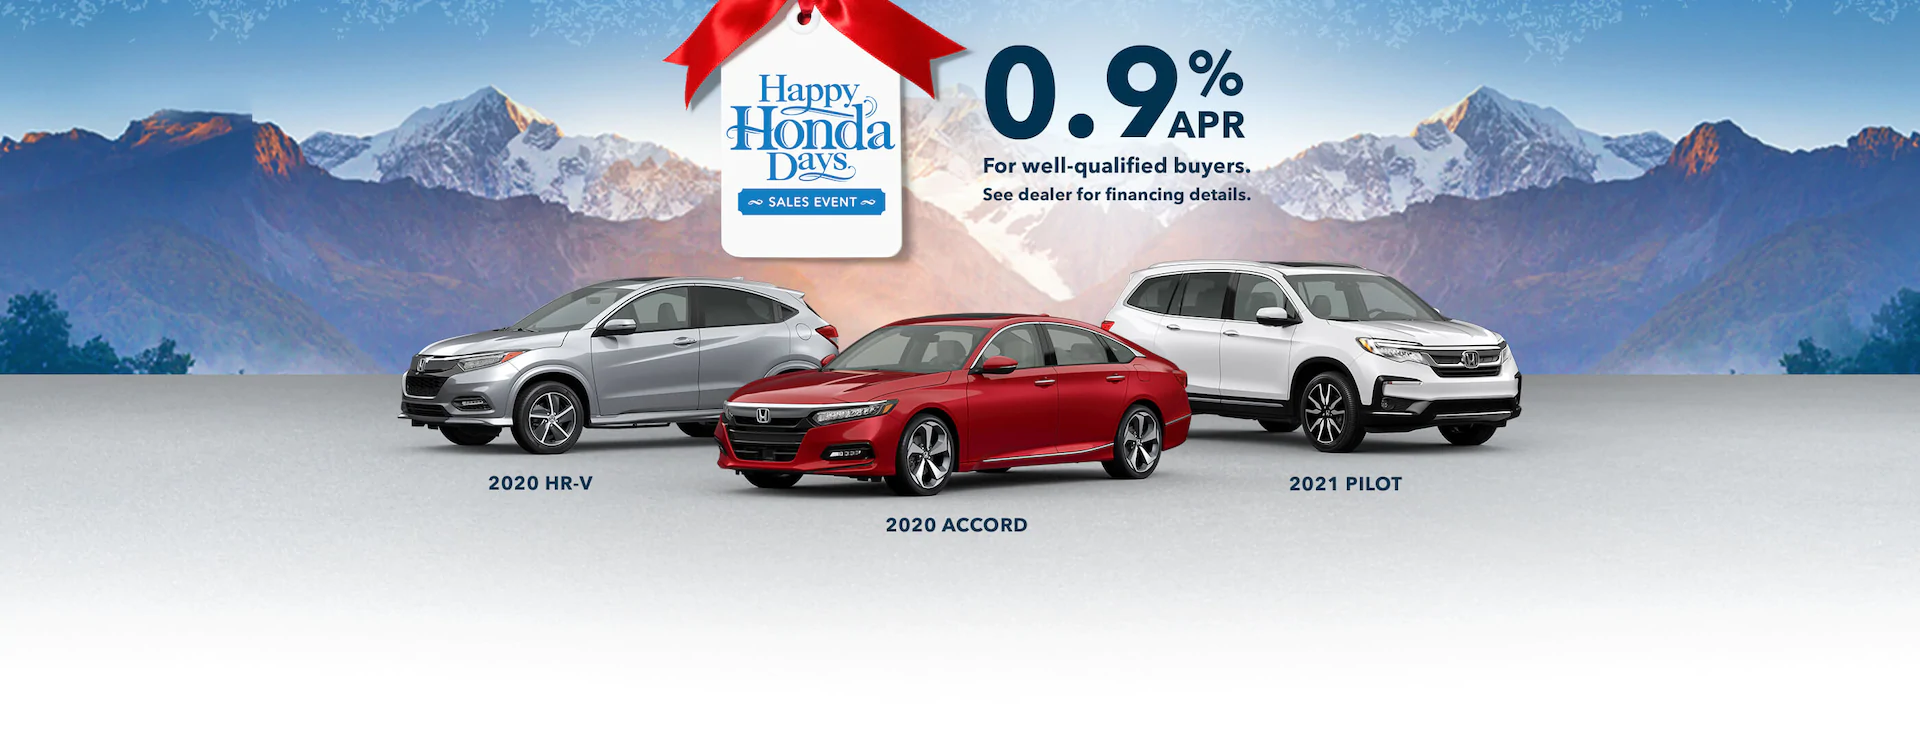 Happy
Honda
Days.
SALES EVENT
0.9%
APR
For well-qualified buyers.
See dealer for financing details.
2020 HR-V
2020 ACCORD
2021 PILOT